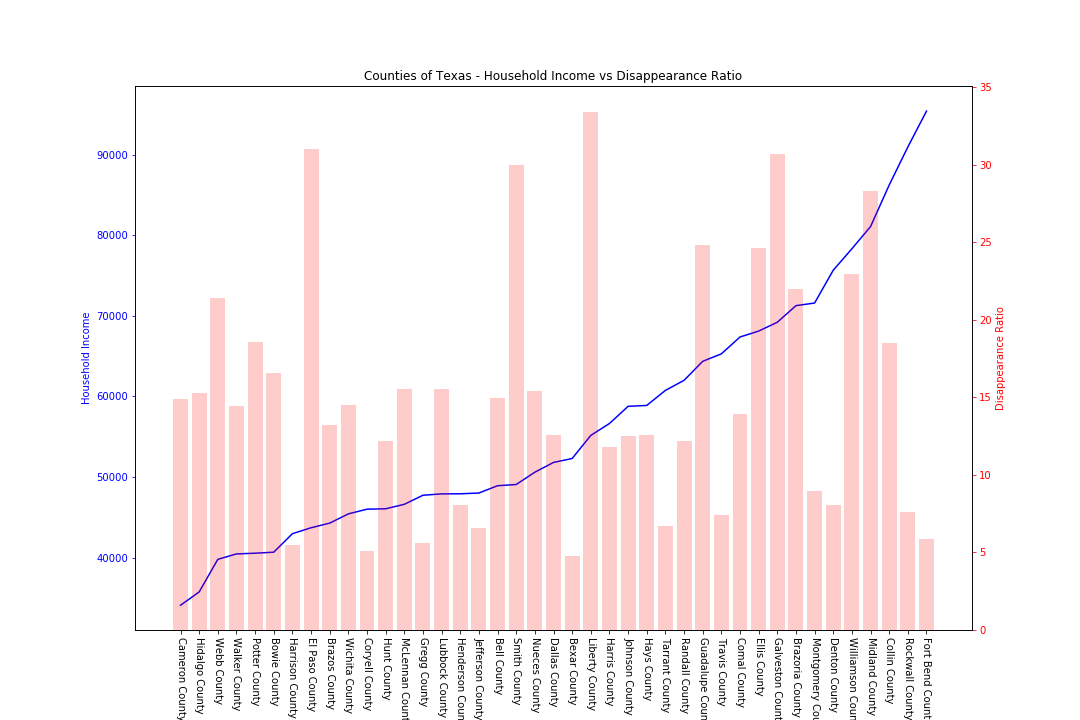 Counties of Texas - Household Income vs Disappearance Ratio
35
30
25
20
15
10
5
0
90000
80000
70000
60000
50000
40000
Household Income
Disappearance Ratio
Cameron County
Hidalgo County
Webb County
Walker County
Potter County
Bowie County
Harrison County
El Paso County
Brazos County
Wichita County
Coryell County
Hunt County
McLennan Count
Gregg County
Lubbock County
Henderson Coun
Jefferson County
Bell County
Smith County
Nueces County
Dallas County
Bexar County
Liberty County
Harris County
Johnson County
Hays County
Tarrant County
Randall County
Guadalupe Coun
Travis County
Comal County
Ellis County
Galveston Count
Brazoria County
Montgomery Cou
Denton County
Williamson Coun
Midland County
Collin County
Rockwall County
Fort Bend Count